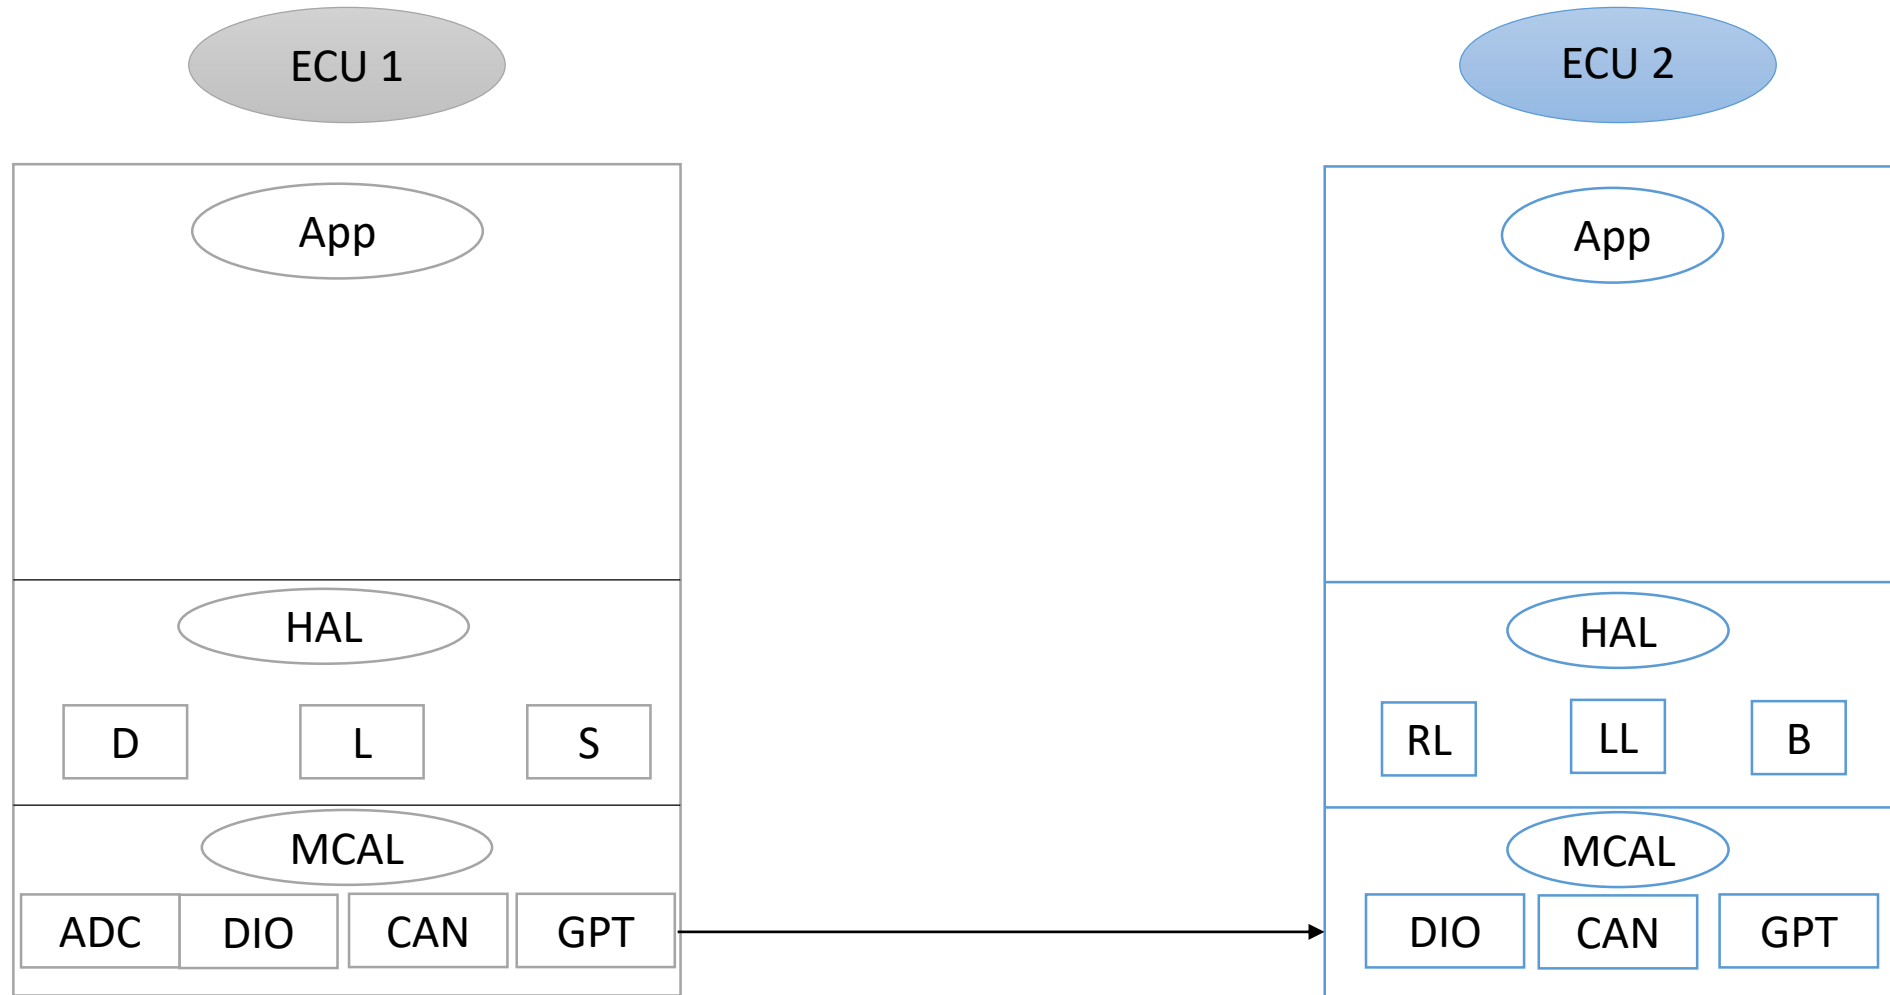 ECU 1
ECU 2
App
App
HAL
HAL
D
L
S
RL
LL
B
MCAL
MCAL
ADC
DIO
CAN
GPT
DIO
CAN
GPT